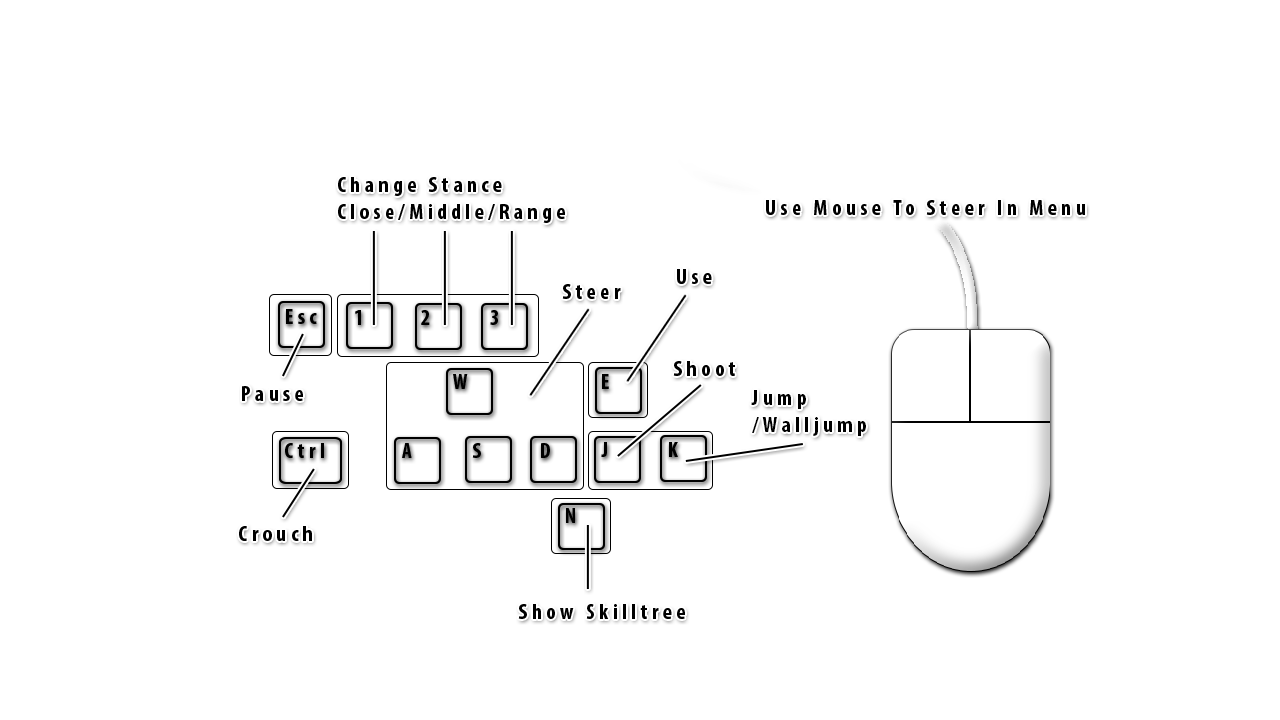 Change Stance
Close/Middle/Range
Use Mouse To Steer In Menu
Use
Steer
Esc
1
2
3
Shoot
Pause
W
E
Jump
/Walljump
Ctrl
A
S
D
J
K
Crouch
N
Show Skilltree